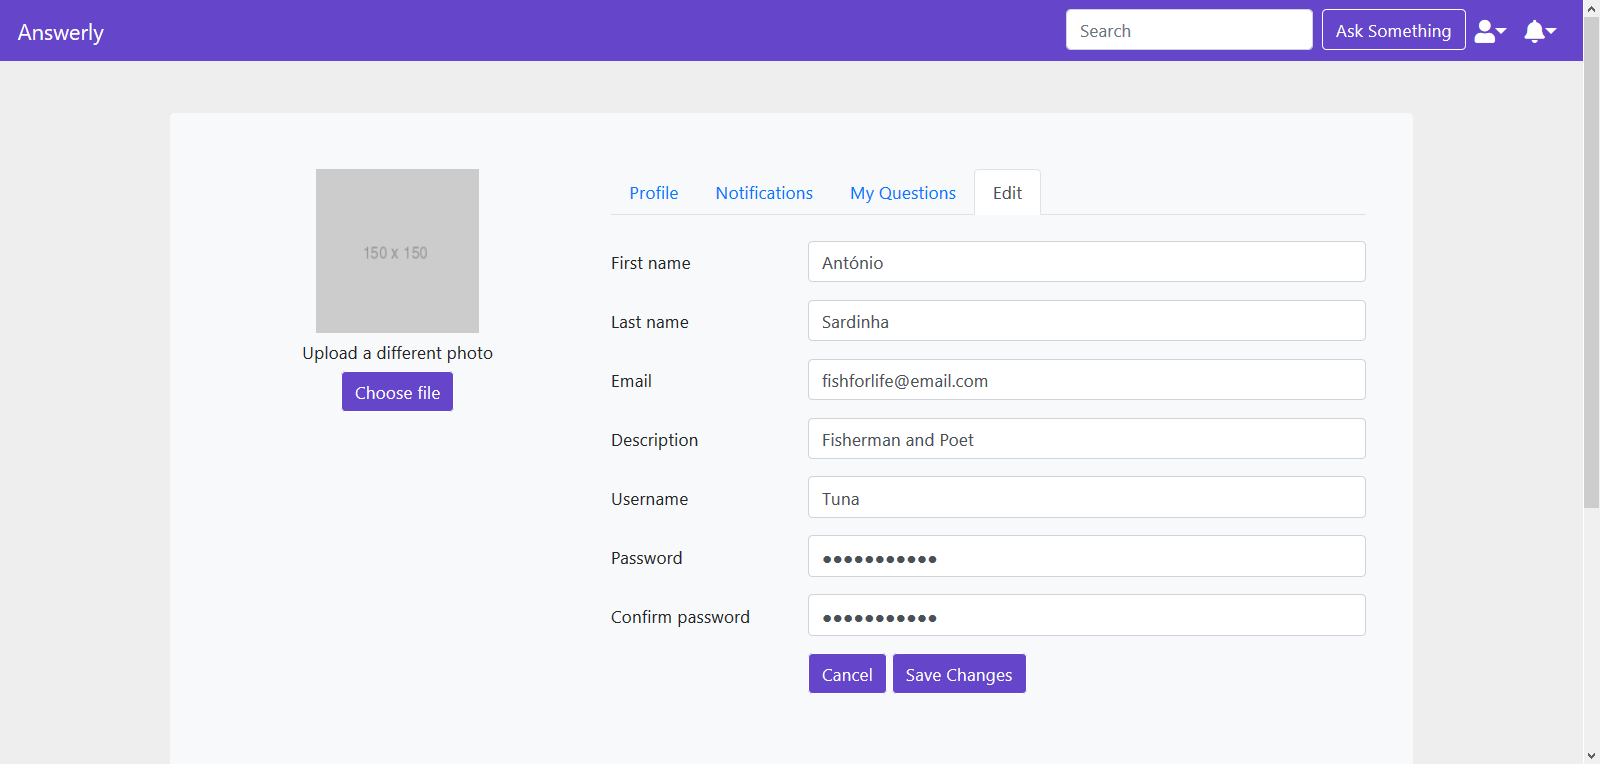 Answerly
Search
Ask Something
150 x 150
Upload a different photo
Choose file
Profile
Notifications
My Questions
Edit
First name
António
Last name
Sardinha
Email
fishforlife@email.com
Description
Fisherman and Poet
Username
Tuna
Password
●●●●●●●●●●●
Confirm password
●●●●●●●●●●●
Cancel
Save Changes